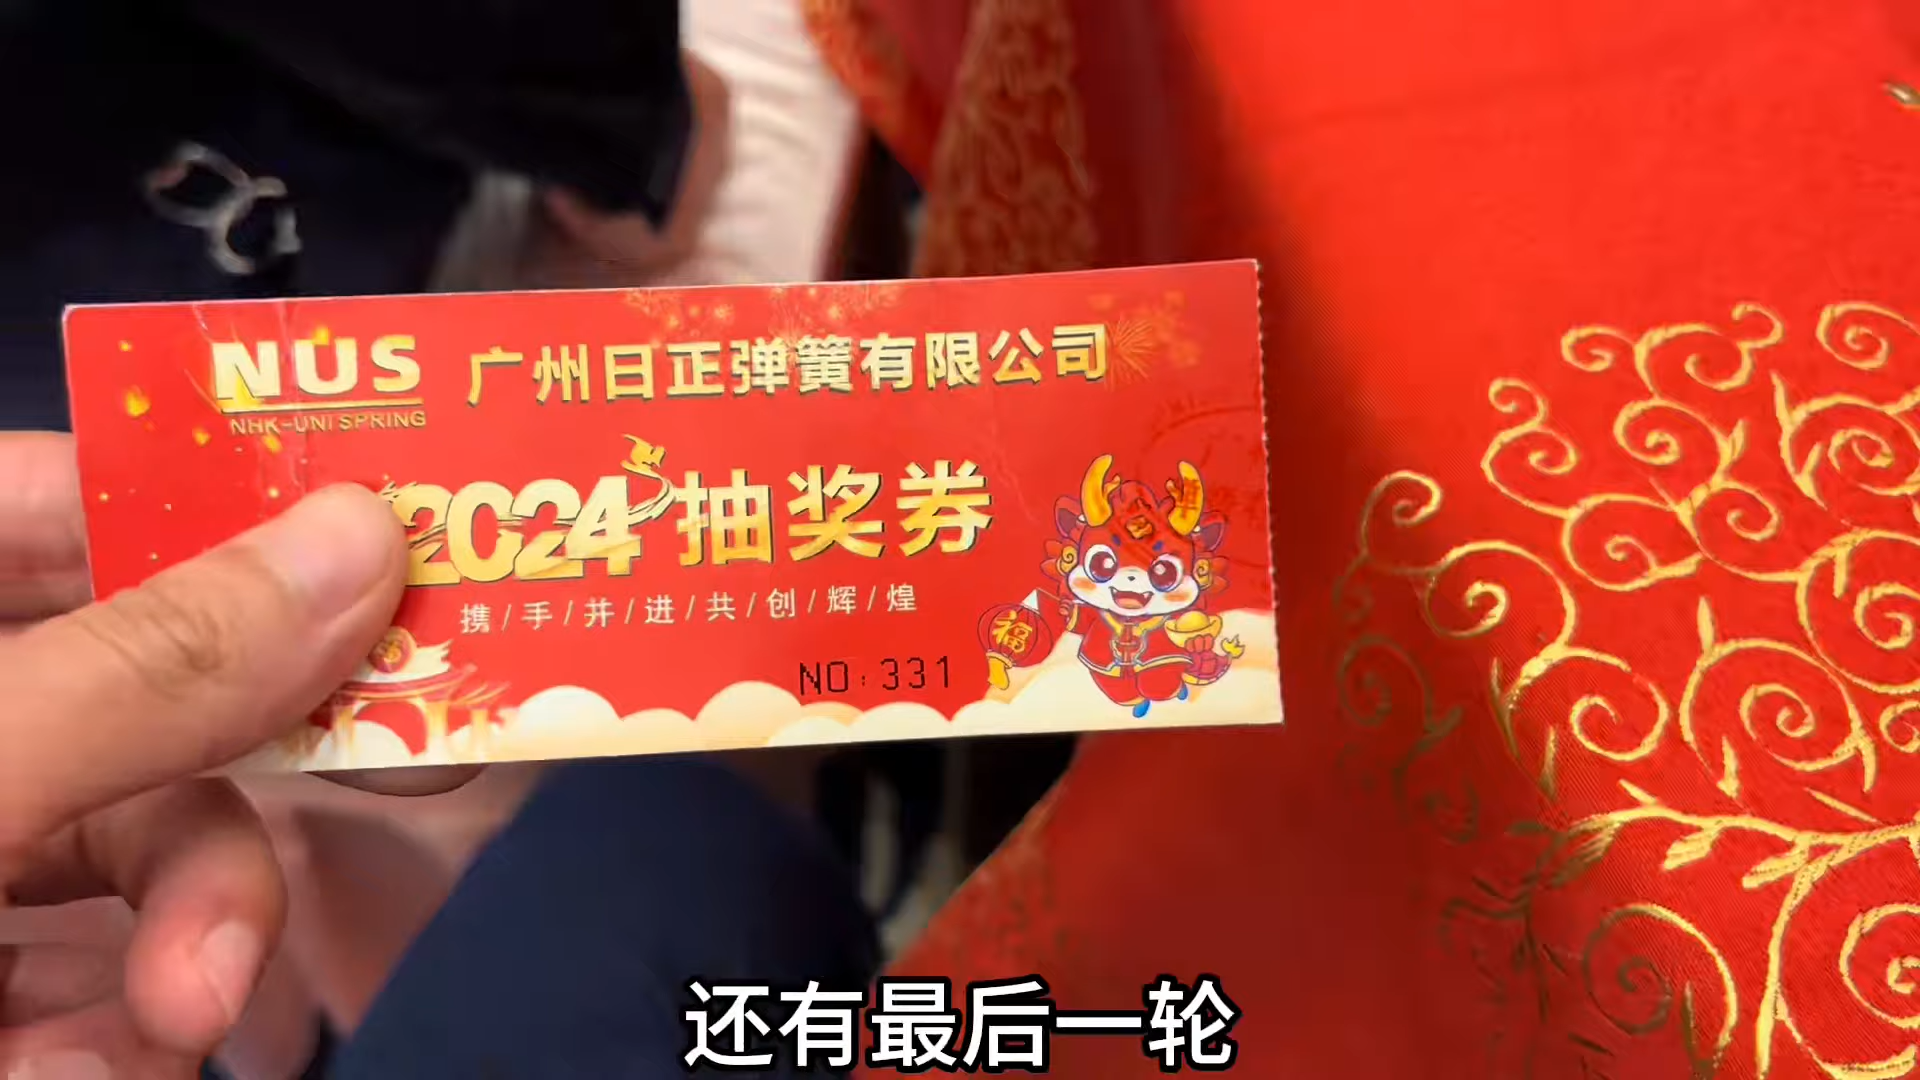 NUS
NHK-UNI SPRING
广州日正弹簧有限公司
2024抽奖券
携/手/并/进/共/创/辉/煌
NO:331
福
还有最后一轮